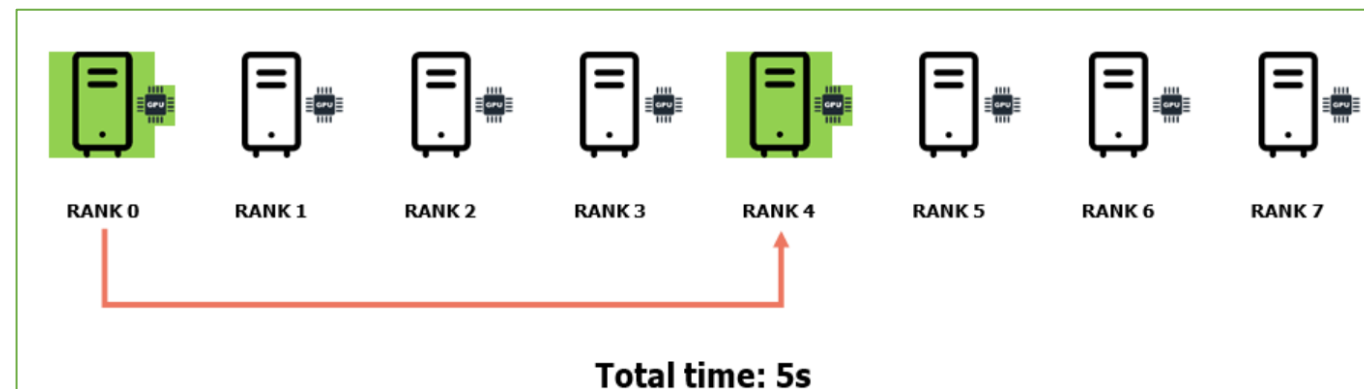 GPU GPU GPU GPU GPU GPU GPU GPU
RANK 0 RANK 1 RANK 2 RANK 3 RANK 4 RANK 5 RANK 6 RANK 7
Total time: 5s